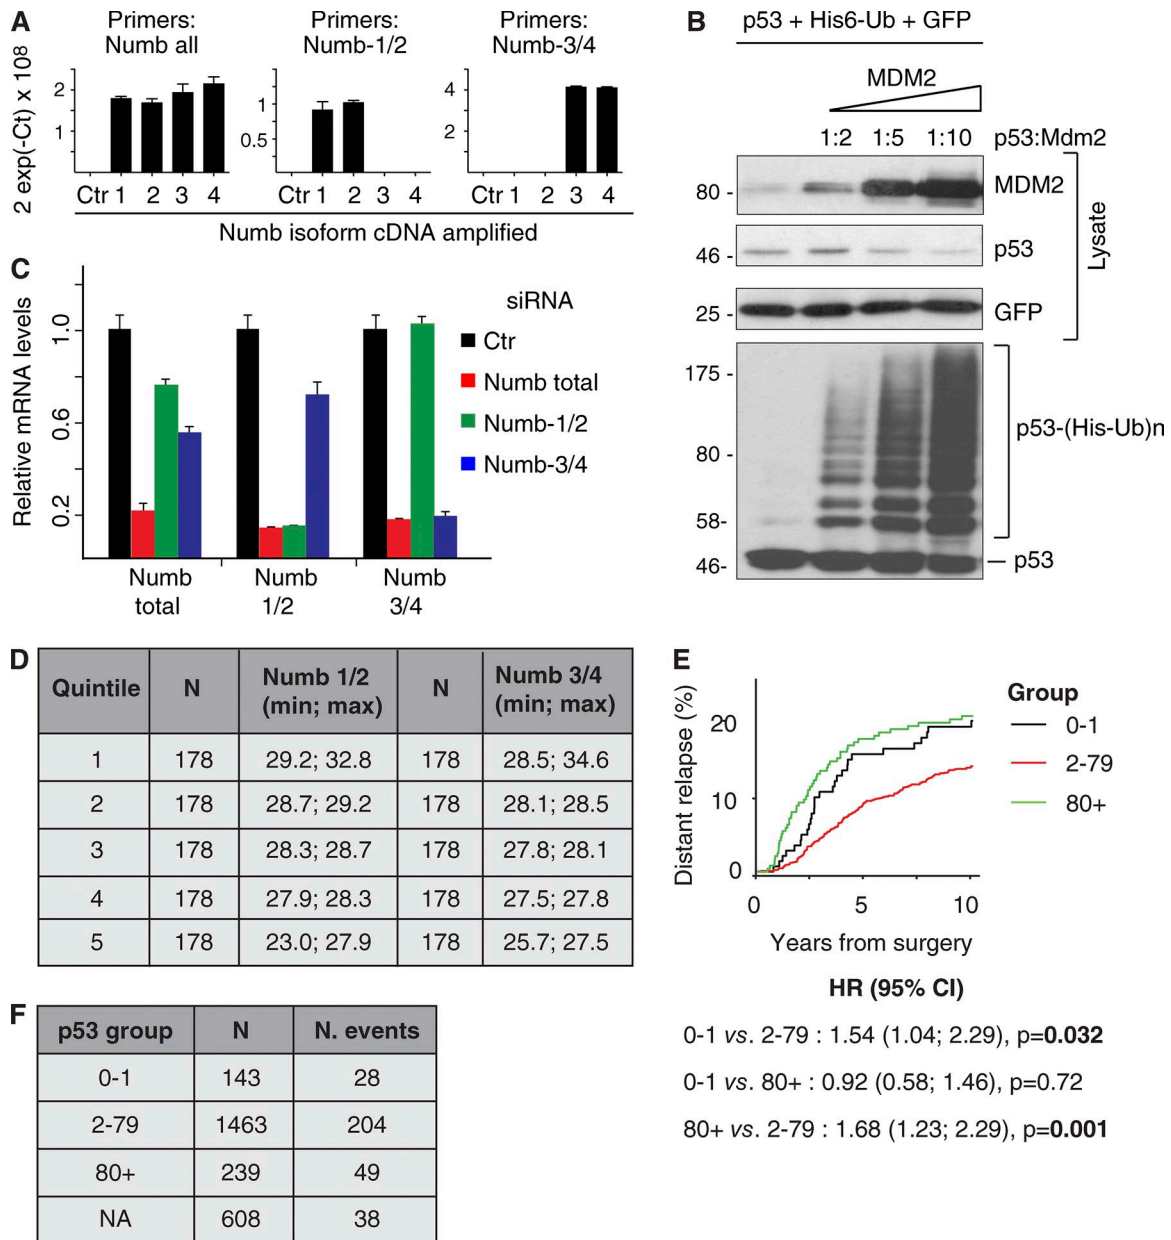 A
Primers:
Numb all
Primers:
Numb-1/2
Primers:
Numb-3/4
2 exp(-Ct) x 10⁸
2
1
1
0.5
4
2
Ctr 1 2 3 4
Ctr 1 2 3 4
Ctr 1 2 3 4
Numb isoform cDNA amplified
B
p53 + His6-Ub + GFP
MDM2
1:2 1:5 1:10 p53:Mdm2
80 -
MDM2
46 -
p53
25 -
GFP
Lysate
175 -
80 -
58-
46-
p53-(His-Ub)n
p53
C
Relative mRNA levels
1.0
0.6
0.2
siRNA
Ctr
Numb total
Numb-1/2
Numb-3/4
Numb
total
Numb
1/2
Numb
3/4
D
Quintile N Numb 1/2 (min; max) N Numb 3/4 (min; max)
1 178 29.2; 32.8 178 28.5; 34.6
2 178 28.7; 29.2 178 28.1; 28.5
3 178 28.3; 28.7 178 27.8; 28.1
4 178 27.9; 28.3 178 27.5; 27.8
5 178 23.0; 27.9 178 25.7; 27.5
E
Distant relapse (%)
20
10
0
0 5 10
Years from surgery
Group
0-1
2-79
80+
HR (95% CI)
0-1 vs. 2-79 : 1.54 (1.04; 2.29), p=0.032
0-1 vs. 80+ : 0.92 (0.58; 1.46), p=0.72
80+ vs. 2-79 : 1.68 (1.23; 2.29), p=0.001
F
p53 group N N. events
0-1 143 28
2-79 1463 204
80+ 239 49
NA 608 38